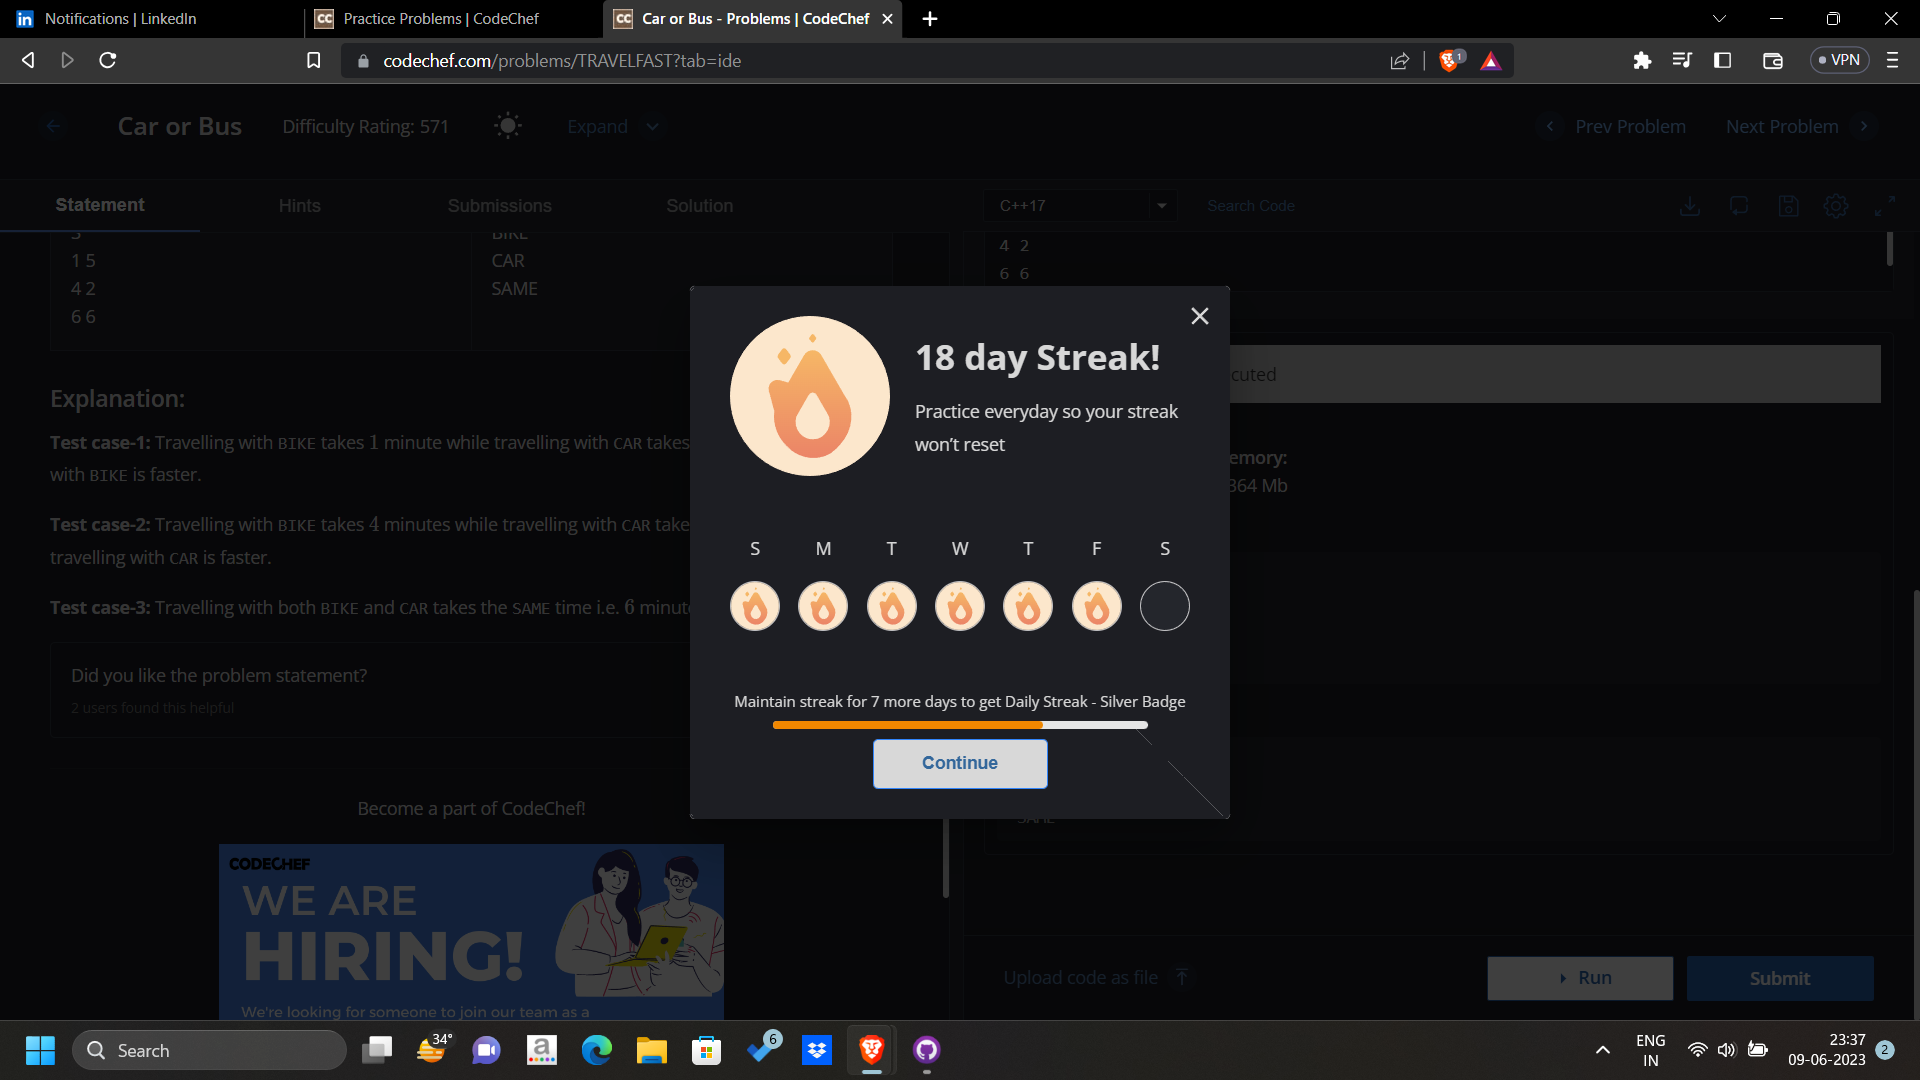 Notifications | LinkedIn
Practice Problems | CodeChef
Car or Bus - Problems | CodeChef
codechef.com/problems/TRAVELFAST?tab=ide
1
VPN
Car or Bus
Difficulty Rating: 571
Expand
Prev Problem
Next Problem
Statement
Hints
Submissions
Solution
C++17
Search Code
3
BIKE
1 5
CAR
4 2
SAME
6 6
4 2
6 6
Explanation:
Test case-1: Travelling with BIKE takes 1 minute while travelling with CAR takes
with BIKE is faster.
Test case-2: Travelling with BIKE takes 4 minutes while travelling with CAR take
travelling with CAR is faster.
Test case-3: Travelling with both BIKE and CAR takes the SAME time i.e. 6 minut
Did you like the problem statement?
2 users found this helpful
Become a part of CodeChef!
CODECHEF
WE ARE
HIRING!
We're looking for someone to join our team as a
18 day Streak!
Practice everyday so your streak
won't reset
S M T W T F S
Maintain streak for 7 more days to get Daily Streak - Silver Badge
Continue
cuted
emory:
364 Mb
SAME
Upload code as file
Run
Submit
Search
34°
a
6
ENG
IN
23:37
09-06-2023
2